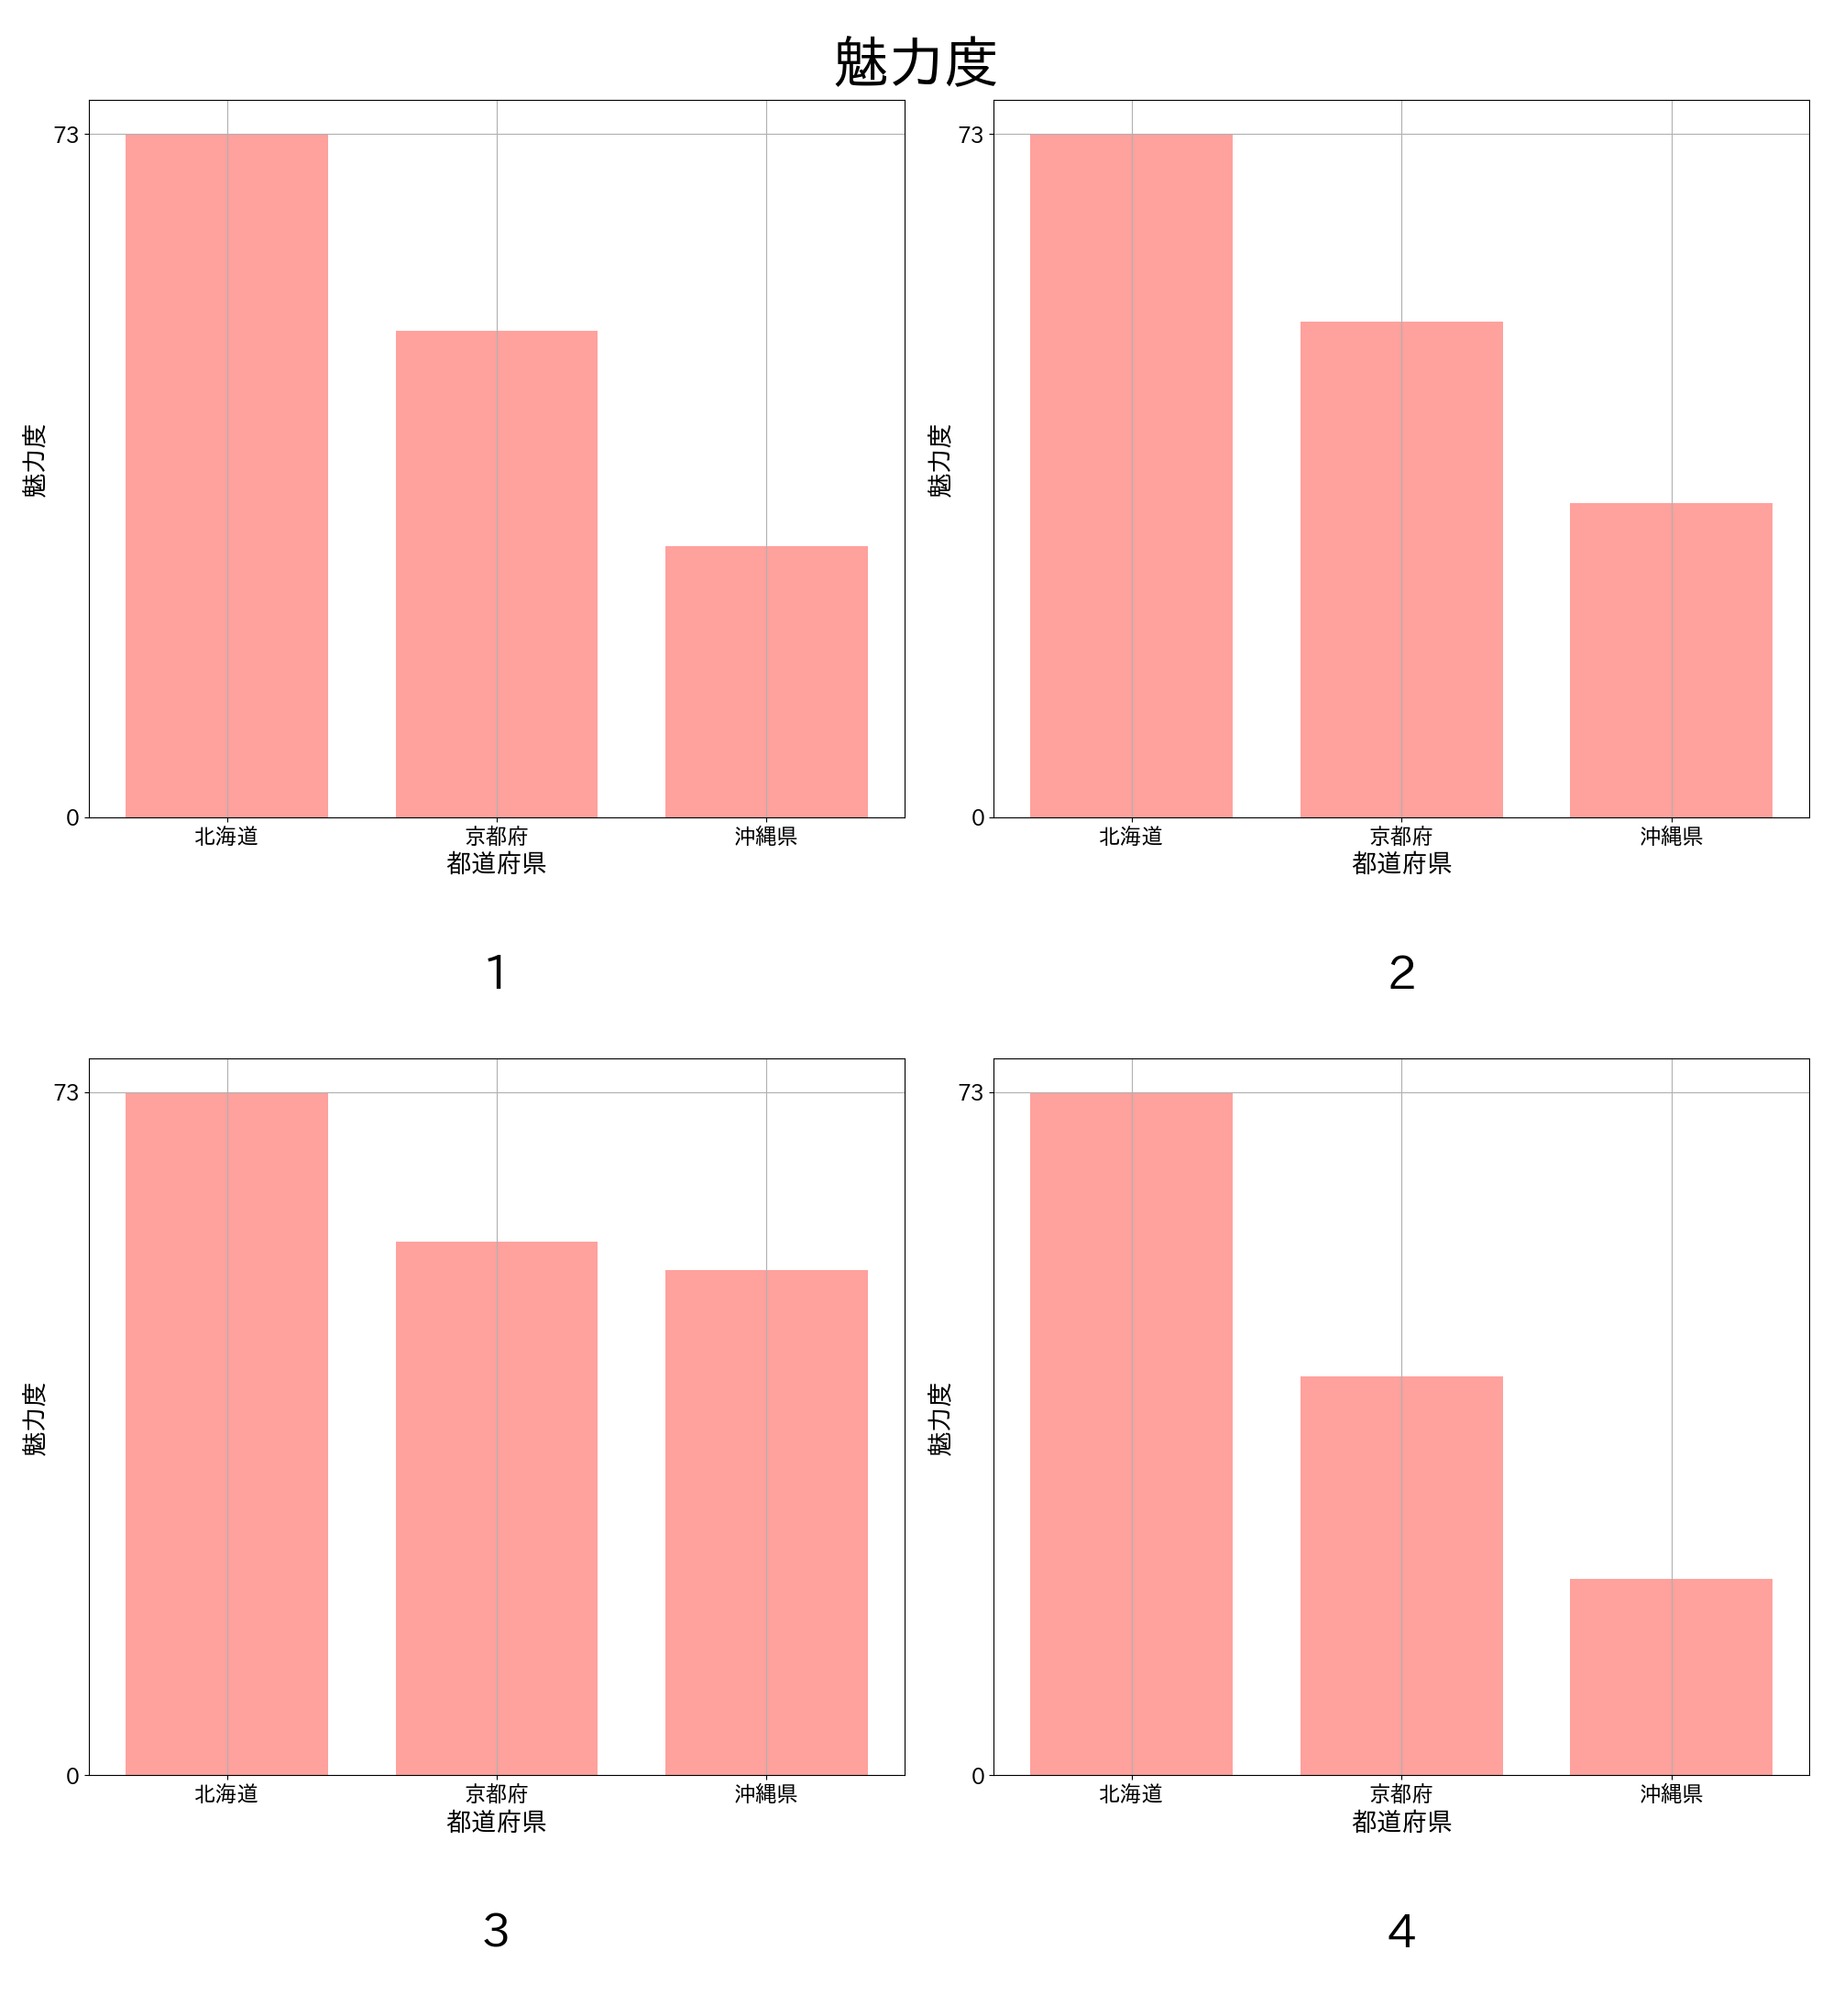 魅力度
73
0
魅力度
北海道 京都府 沖縄県
都道府県
1
73
0
魅力度
北海道 京都府 沖縄県
都道府県
2
73
0
魅力度
北海道 京都府 沖縄県
都道府県
3
73
0
魅力度
北海道 京都府 沖縄県
都道府県
4